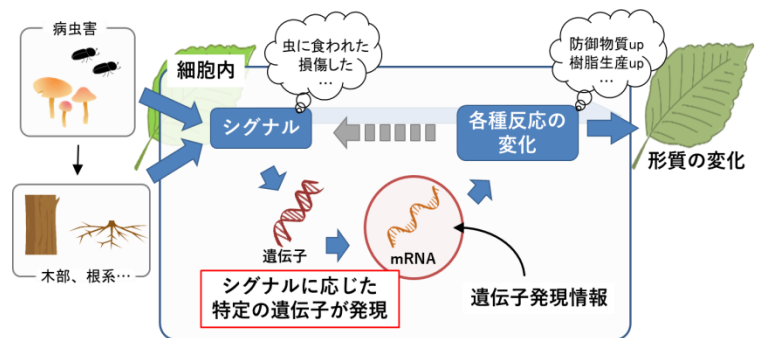 病虫害
細胞内
虫に食われた
損傷した
…
防御物質up
樹脂生産up
…
シグナル
各種反応の
変化
形質の変化
遺伝子
mRNA
木部、根系…
シグナルに応じた
特定の遺伝子が発現
遺伝子発現情報